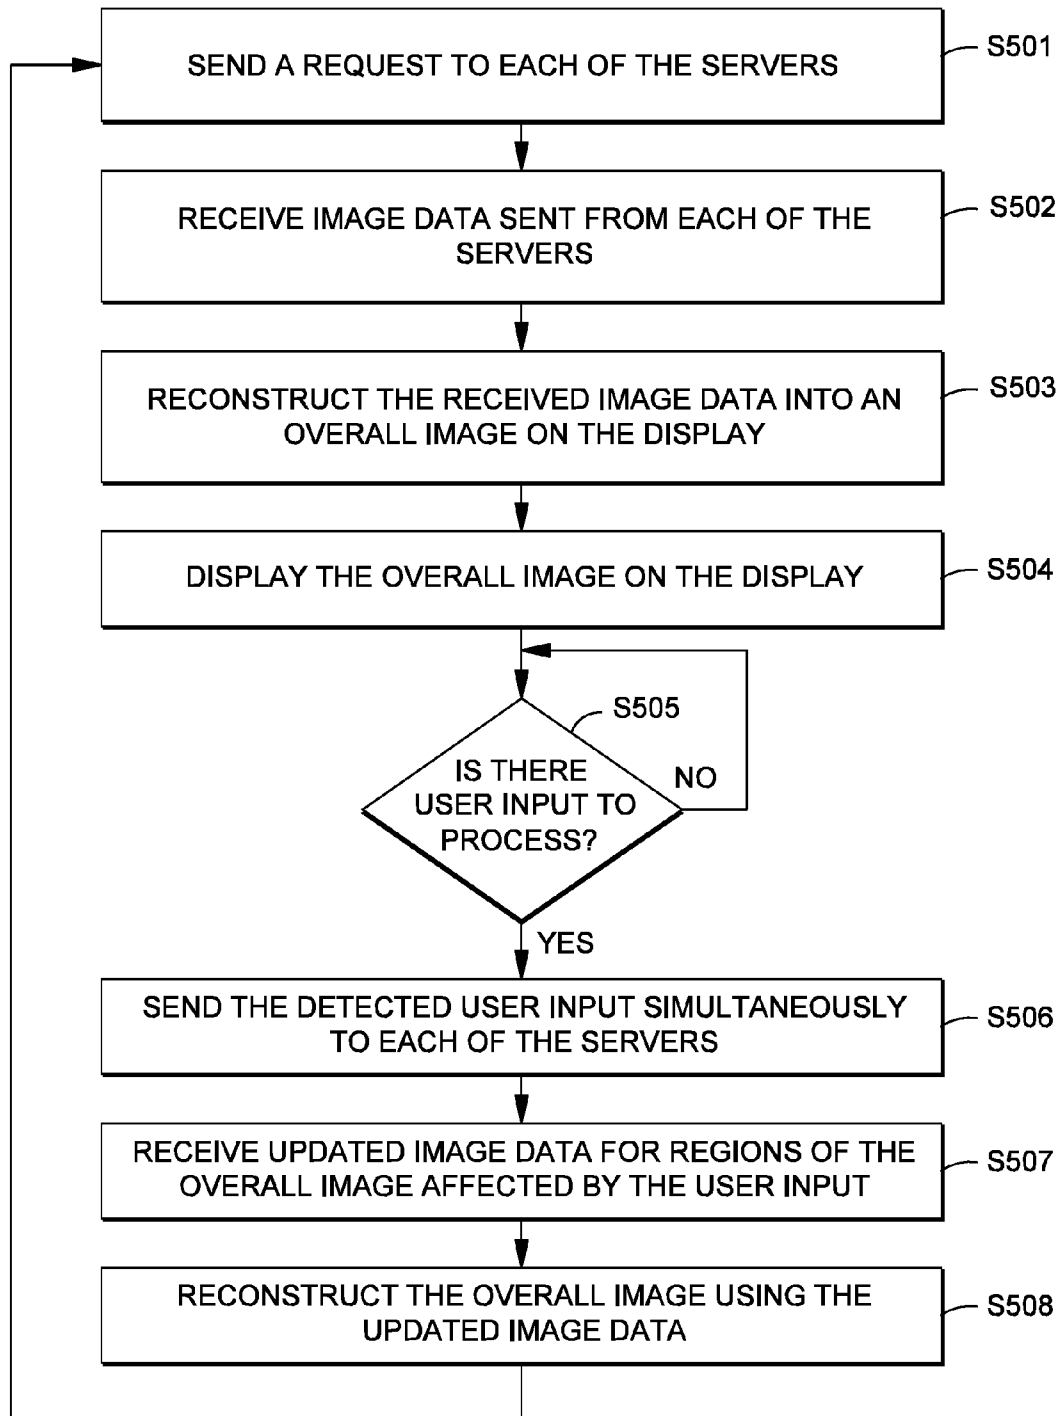 SEND A REQUEST TO EACH OF THE SERVERS
S501
RECEIVE IMAGE DATA SENT FROM EACH OF THE
SERVERS
S502
RECONSTRUCT THE RECEIVED IMAGE DATA INTO AN
OVERALL IMAGE ON THE DISPLAY
S503
DISPLAY THE OVERALL IMAGE ON THE DISPLAY
S504
S505
IS THERE
USER INPUT TO
PROCESS?
NO
YES
SEND THE DETECTED USER INPUT SIMULTANEOUSLY
TO EACH OF THE SERVERS
S506
RECEIVE UPDATED IMAGE DATA FOR REGIONS OF THE
OVERALL IMAGE AFFECTED BY THE USER INPUT
S507
RECONSTRUCT THE OVERALL IMAGE USING THE
UPDATED IMAGE DATA
S508